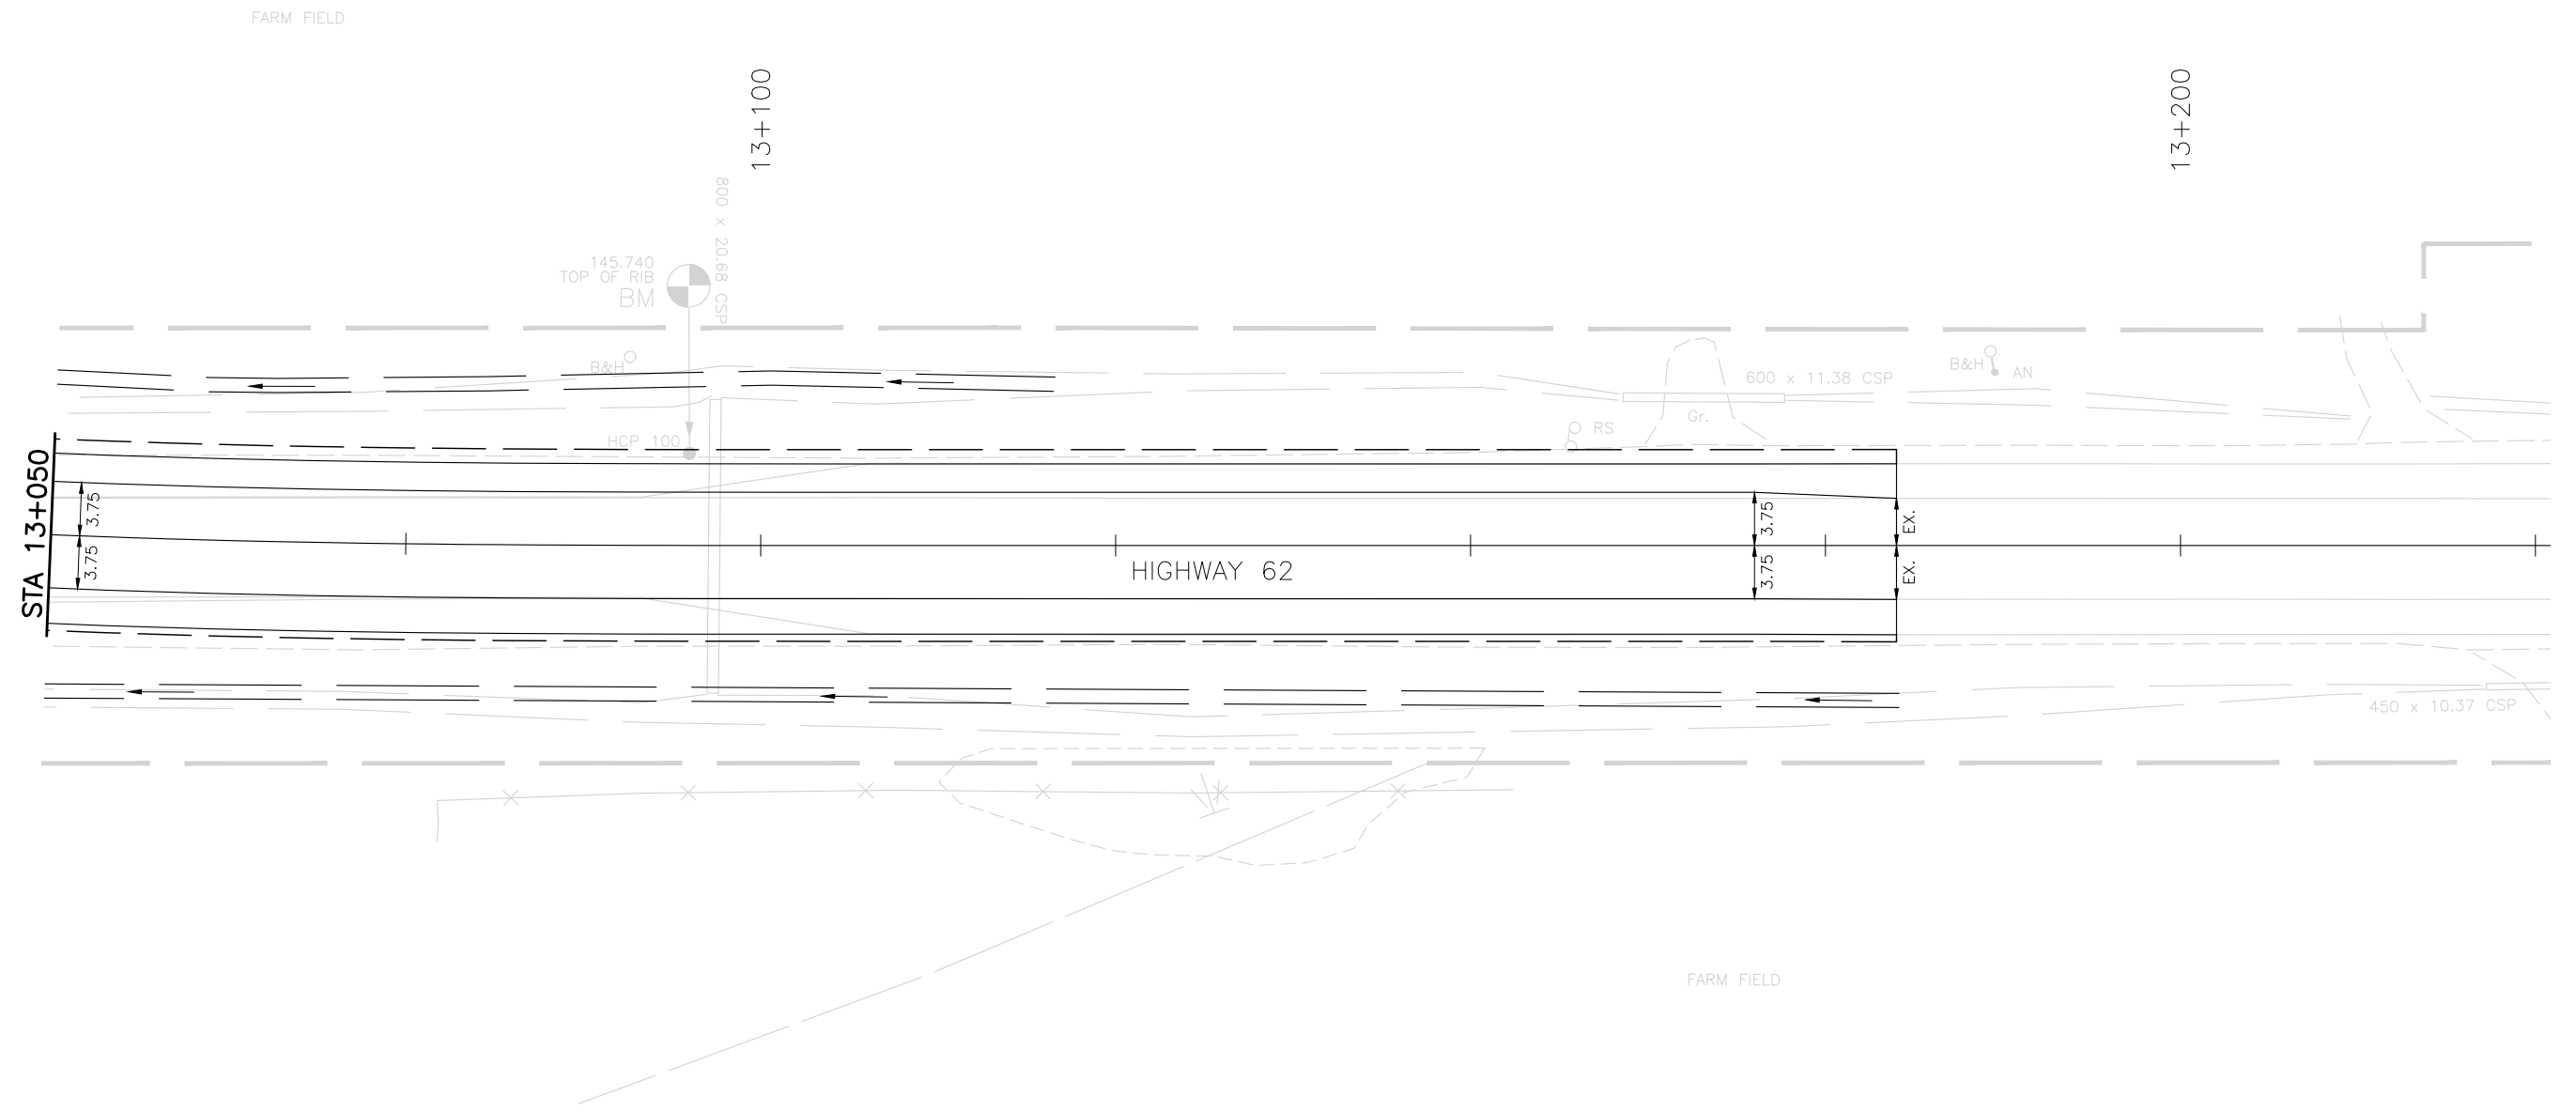 FARM FIELD
13+100
13+200
800 x 20.68 CSP
145.740
TOP OF RIB
BM
B&H
B&H
AN
600 x 11.38 CSP
Gr.
RS
HCP 100
STA 13+050
3.75
3.75
3.75
3.75
EX.
EX.
HIGHWAY 62
450 x 10.37 CSP
FARM FIELD